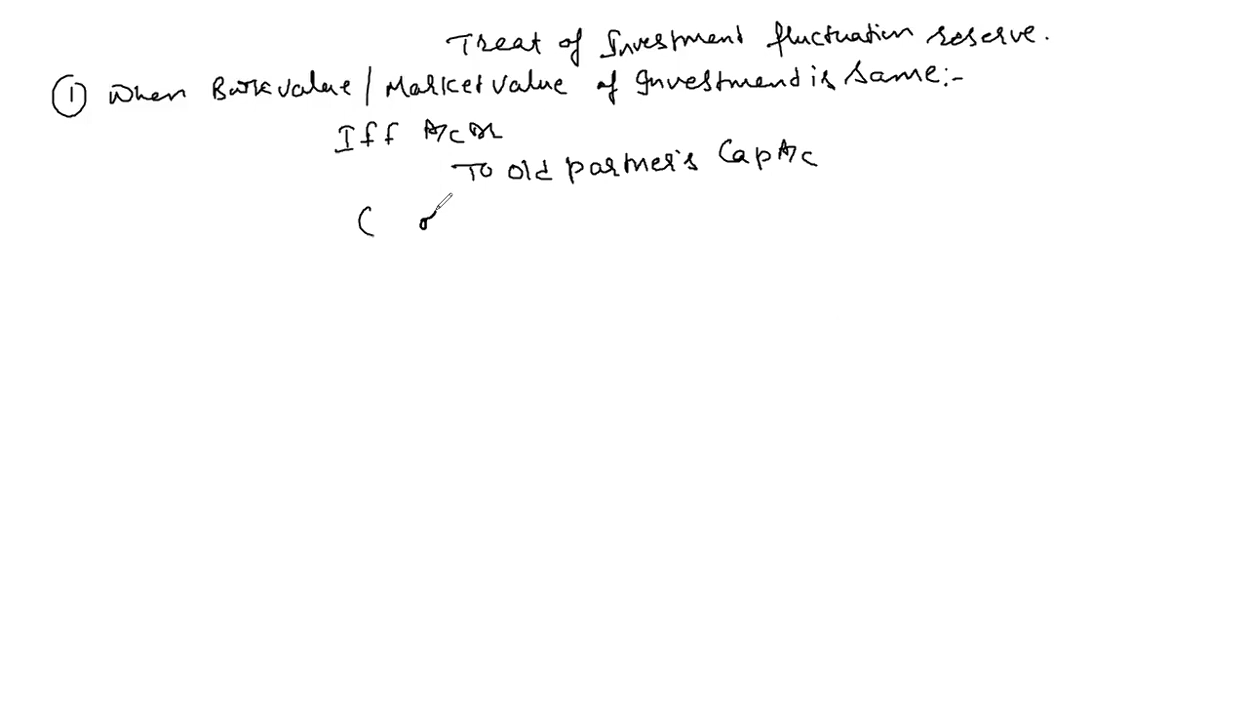 Treat of Investment fluctuation reserve.
① When Book value / Market value of Investment is same:-
Iff A/c Dr
To old partner's Cap A/c
( o